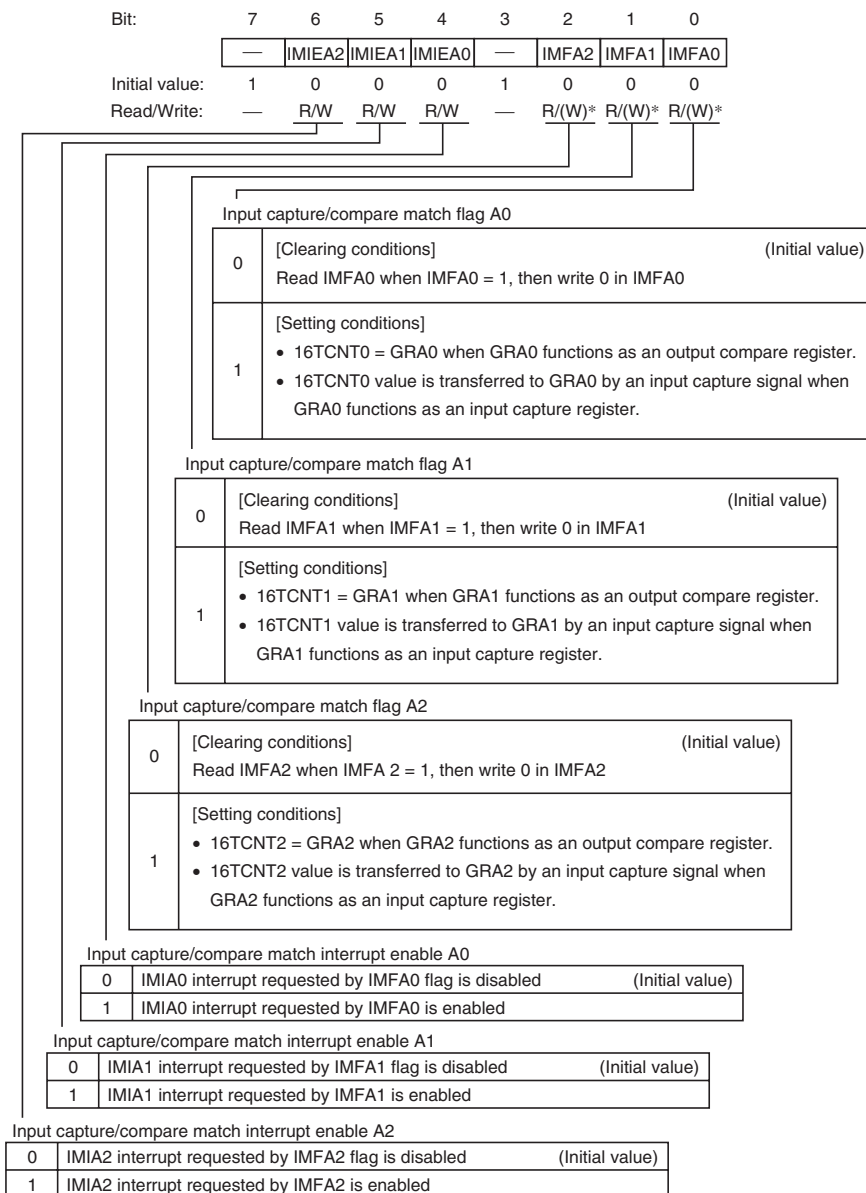 Bit: 7 6 5 4 3 2 1 0
— IMIEA2 IMIEA1 IMIEA0 — IMFA2 IMFA1 IMFA0
Initial value: 1 0 0 0 1 0 0 0
Read/Write: — R/W R/W R/W — R/(W)* R/(W)* R/(W)*
Input capture/compare match flag A0
0 [Clearing conditions] (Initial value)
Read IMFA0 when IMFA0 = 1, then write 0 in IMFA0
[Setting conditions]
• 16TCNT0 = GRA0 when GRA0 functions as an output compare register.
1 • 16TCNT0 value is transferred to GRA0 by an input capture signal when
GRA0 functions as an input capture register.
Input capture/compare match flag A1
0 [Clearing conditions] (Initial value)
Read IMFA1 when IMFA1 = 1, then write 0 in IMFA1
[Setting conditions]
• 16TCNT1 = GRA1 when GRA1 functions as an output compare register.
1 • 16TCNT1 value is transferred to GRA1 by an input capture signal when
GRA1 functions as an input capture register.
Input capture/compare match flag A2
0 [Clearing conditions] (Initial value)
Read IMFA2 when IMFA 2 = 1, then write 0 in IMFA2
[Setting conditions]
• 16TCNT2 = GRA2 when GRA2 functions as an output compare register.
1 • 16TCNT2 value is transferred to GRA2 by an input capture signal when
GRA2 functions as an input capture register.
Input capture/compare match interrupt enable A0
0 IMIA0 interrupt requested by IMFA0 flag is disabled (Initial value)
1 IMIA0 interrupt requested by IMFA0 is enabled
Input capture/compare match interrupt enable A1
0 IMIA1 interrupt requested by IMFA1 flag is disabled (Initial value)
1 IMIA1 interrupt requested by IMFA1 is enabled
Input capture/compare match interrupt enable A2
0 IMIA2 interrupt requested by IMFA2 flag is disabled (Initial value)
1 IMIA2 interrupt requested by IMFA2 is enabled